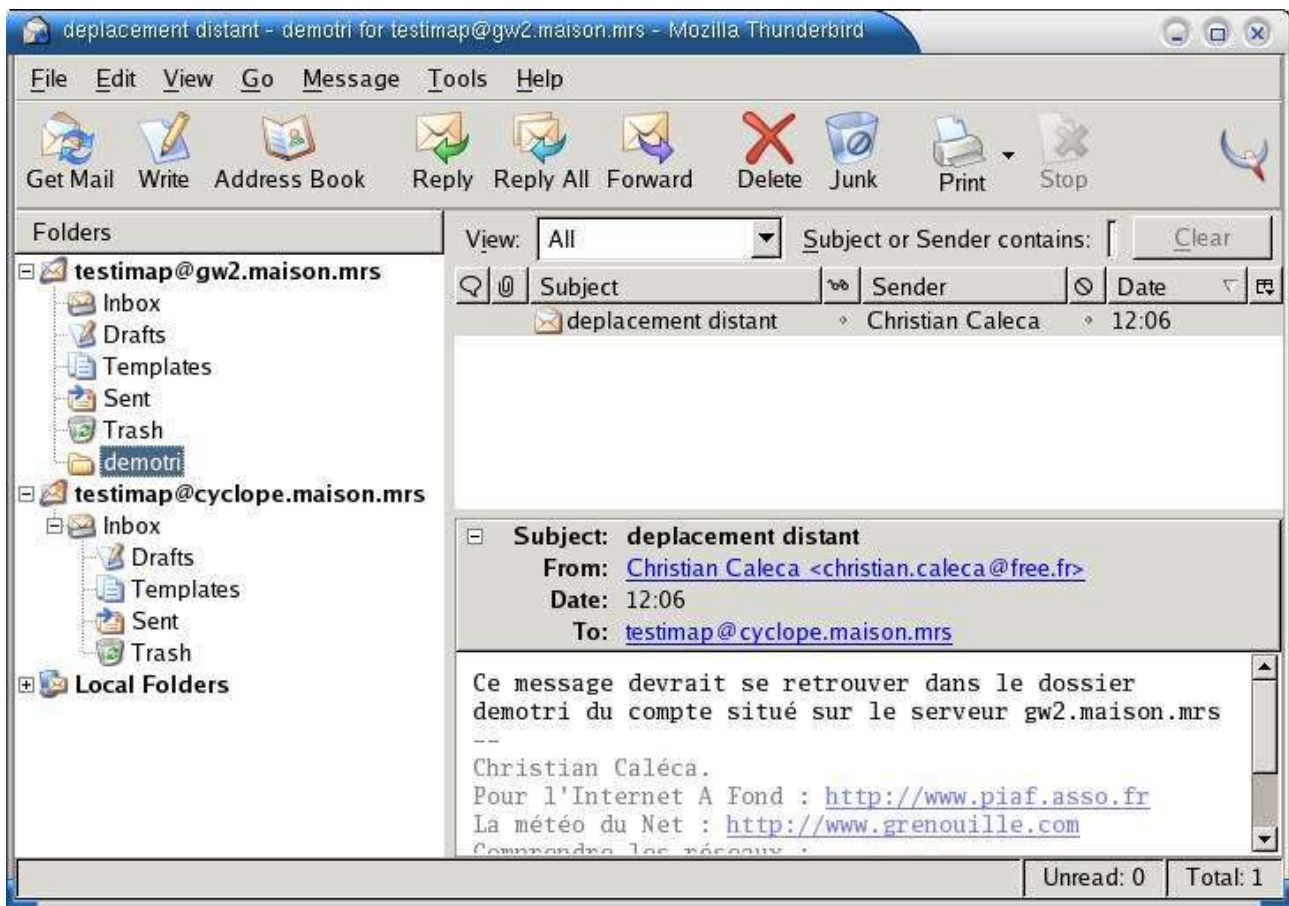 deplacement distant - demotri for testimap@gw2.maison.mrs - Mozilla Thunderbird
File Edit View Go Message Tools Help
Get Mail Write Address Book Reply Reply All Forward Delete Junk Print Stop
Folders
testimap@gw2.maison.mrs
Inbox
Drafts
Templates
Sent
Trash
demotri
testimap@cyclope.maison.mrs
Inbox
Drafts
Templates
Sent
Trash
Local Folders
View: All Subject or Sender contains: Clear
Subject Sender Date
deplacement distant Christian Caleca 12:06
Subject: deplacement distant
From: Christian Caleca <christian.caleca@free.fr>
Date: 12:06
To: testimap@cyclope.maison.mrs
Ce message devrait se retrouver dans le dossier
demotri du compte situé sur le serveur gw2.maison.mrs
--
Christian Caléca.
Pour l'Internet A Fond : http://www.piaf.asso.fr
La météo du Net : http://www.grenouille.com
Comprendre les réseaux :
Unread: 0 Total: 1